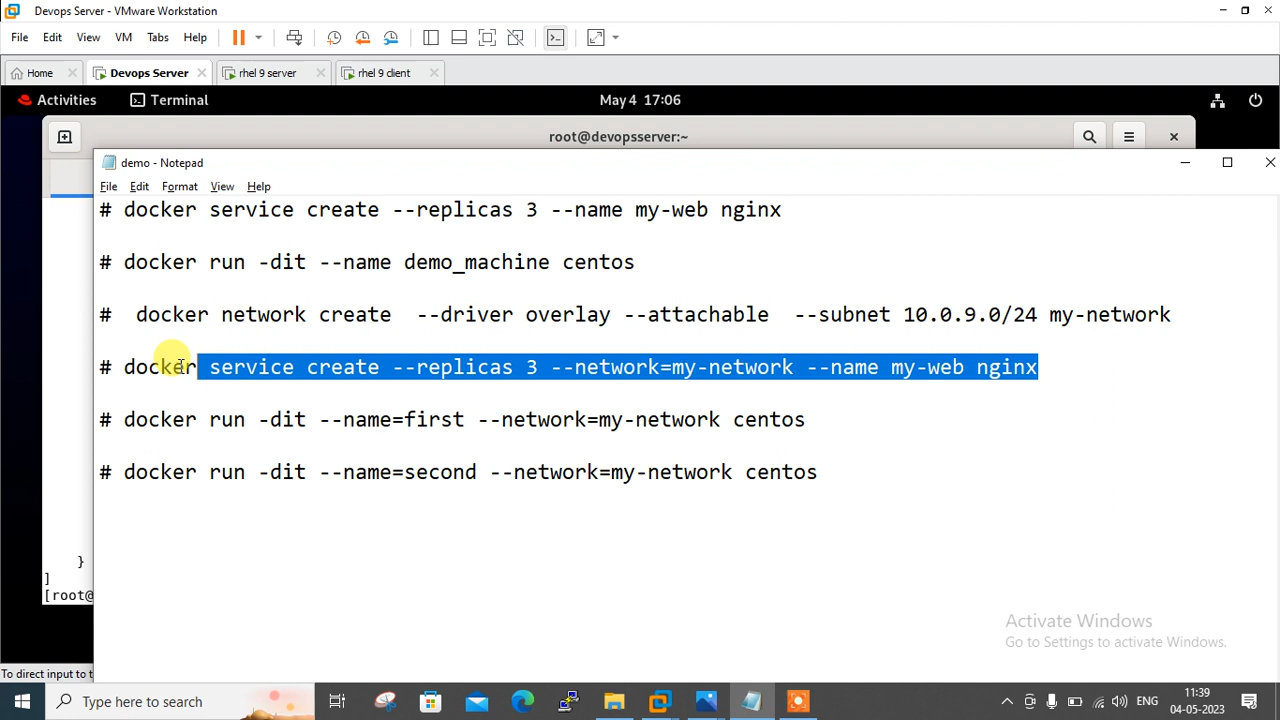 Devops Server - VMware Workstation
File Edit View VM Tabs Help
Home Devops Server rhel 9 server rhel 9 client
Activities Terminal May 4 17:06
root@devopsserver:~
demo - Notepad
File Edit Format View Help
# docker service create --replicas 3 --name my-web nginx
# docker run -dit --name demo_machine centos
# docker network create --driver overlay --attachable --subnet 10.0.9.0/24 my-network
# docker service create --replicas 3 --network=my-network --name my-web nginx
# docker run -dit --name=first --network=my-network centos
# docker run -dit --name=second --network=my-network centos
}
]
[root@
Activate Windows
Go to Settings to activate Windows.
To direct input to t
Type here to search
ENG
11:39
04-05-2023